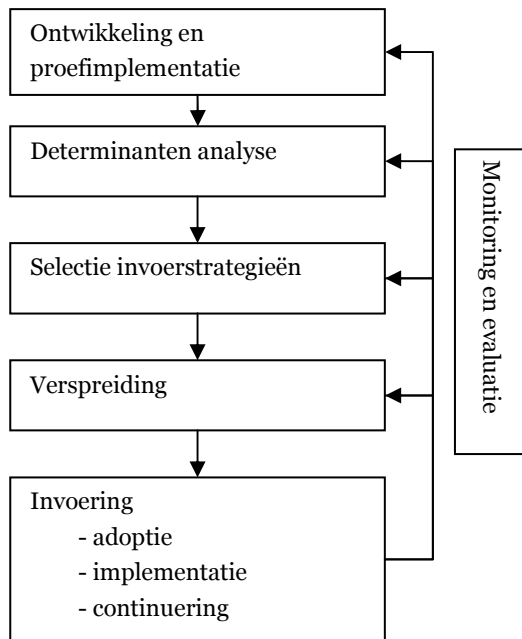 Ontwikkeling en
proefimplementatie
Determinanten analyse
Selectie invoerstrategieën
Verspreiding
Invoering
- adoptie
- implementatie
- continuering
Monitoring en evaluatie